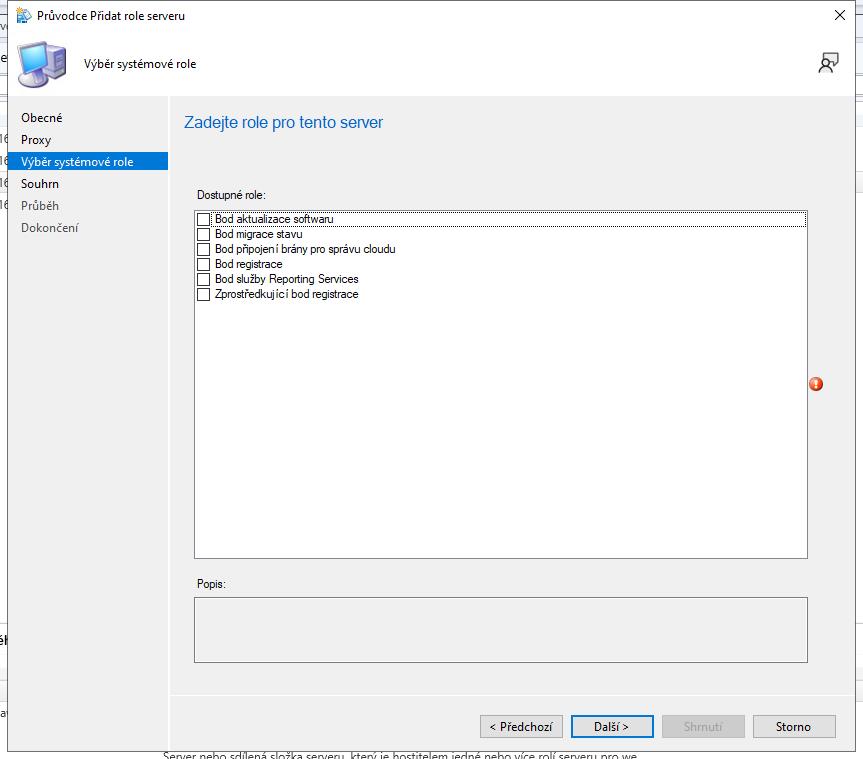 Průvodce Přidat role serveru
Výběr systémové role
Obecné
Proxy
Výběr systémové role
Souhrn
Průběh
Dokončení
Zadejte role pro tento server
Dostupné role:
Bod aktualizace softwaru
Bod migrace stavu
Bod připojení brány pro správu cloudu
Bod registrace
Bod služby Reporting Services
Zprostředkující bod registrace
Popis:
< Předchozí
Další >
Shrnutí
Storno
Server nebo sdílená složka serveru, který je hostitelem jedné nebo více rolí serveru pro we